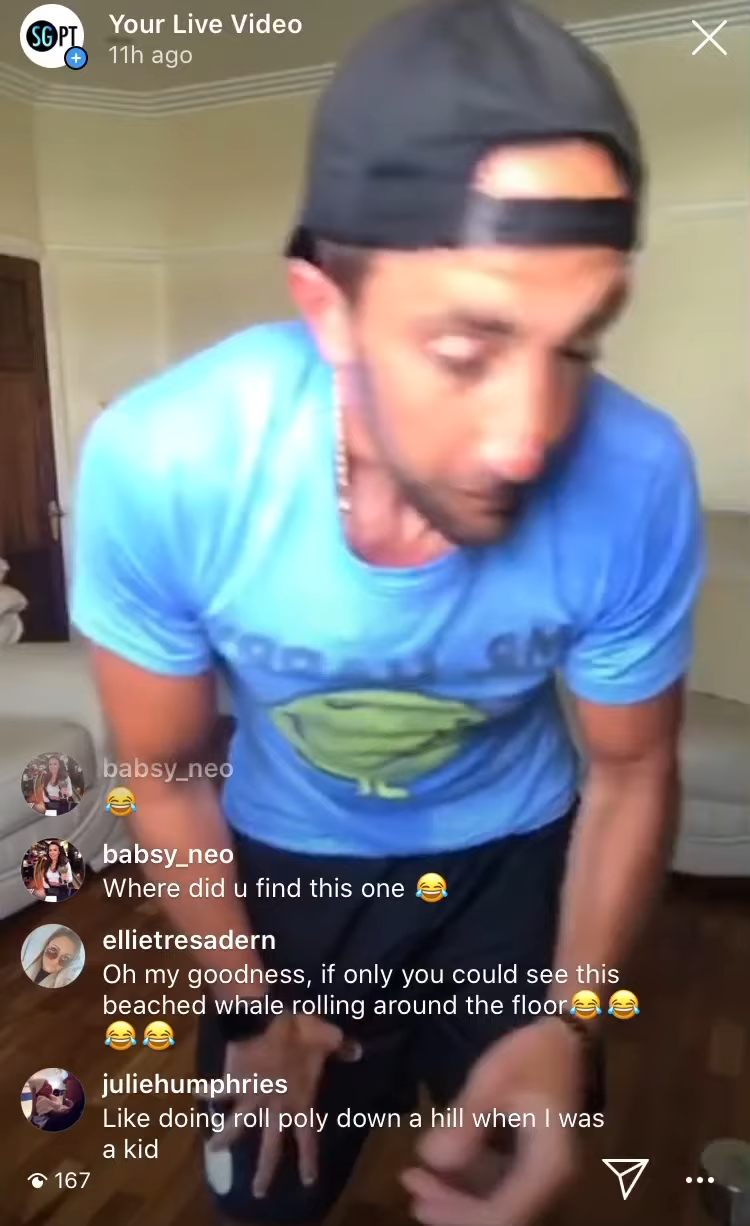 SGPT
Your Live Video
11h ago
babsy_neo
😂
babsy_neo
Where did u find this one 😂
ellietresadern
Oh my goodness, if only you could see this
beached whale rolling around the floor😂😂
😂😂
juliehumphries
Like doing roll poly down a hill when I was
a kid
167